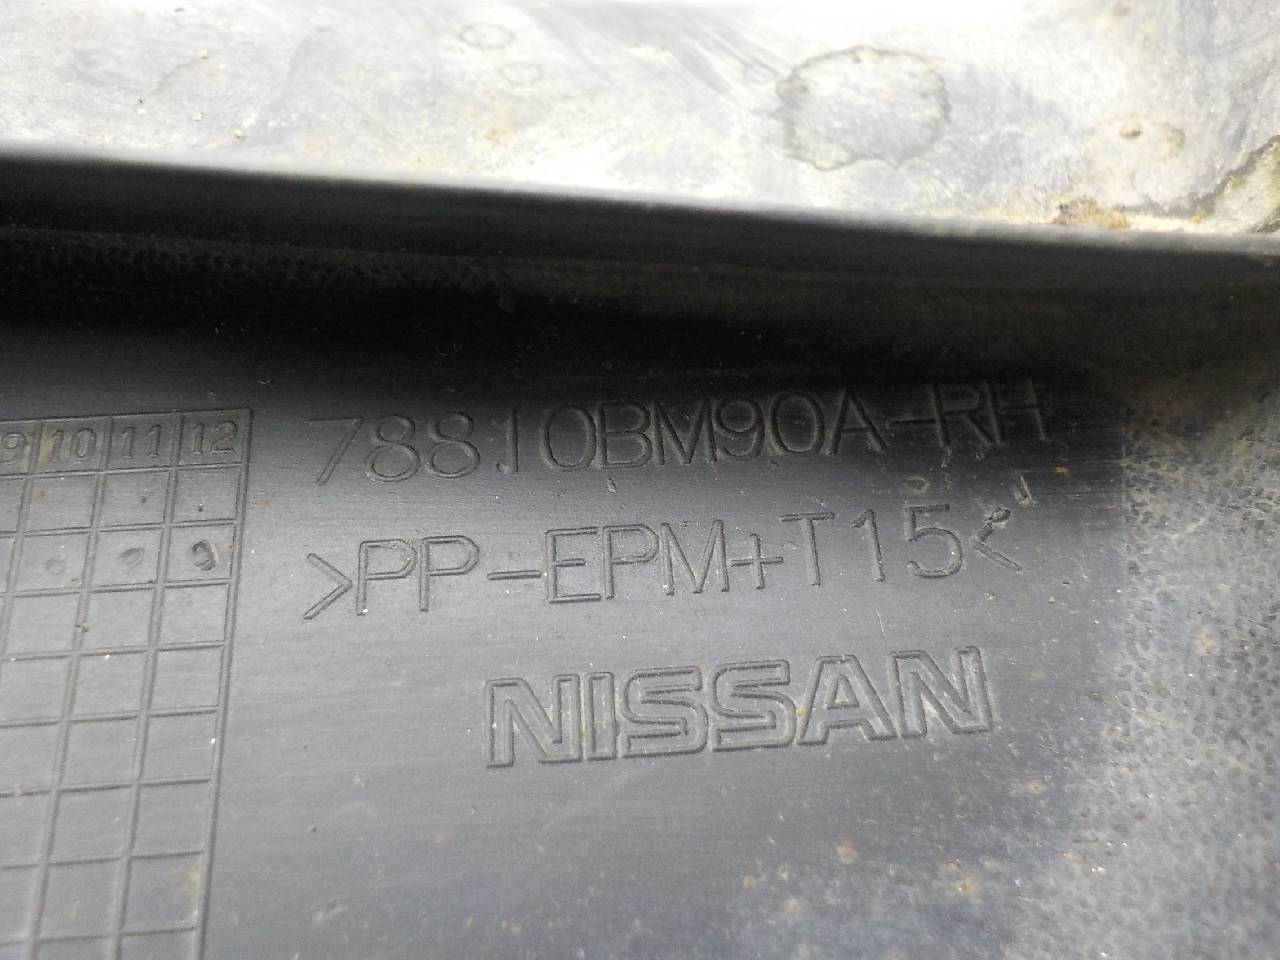 9 10 11 12
78810BM90A-RH
>PP-EPM+T15<
NISSAN